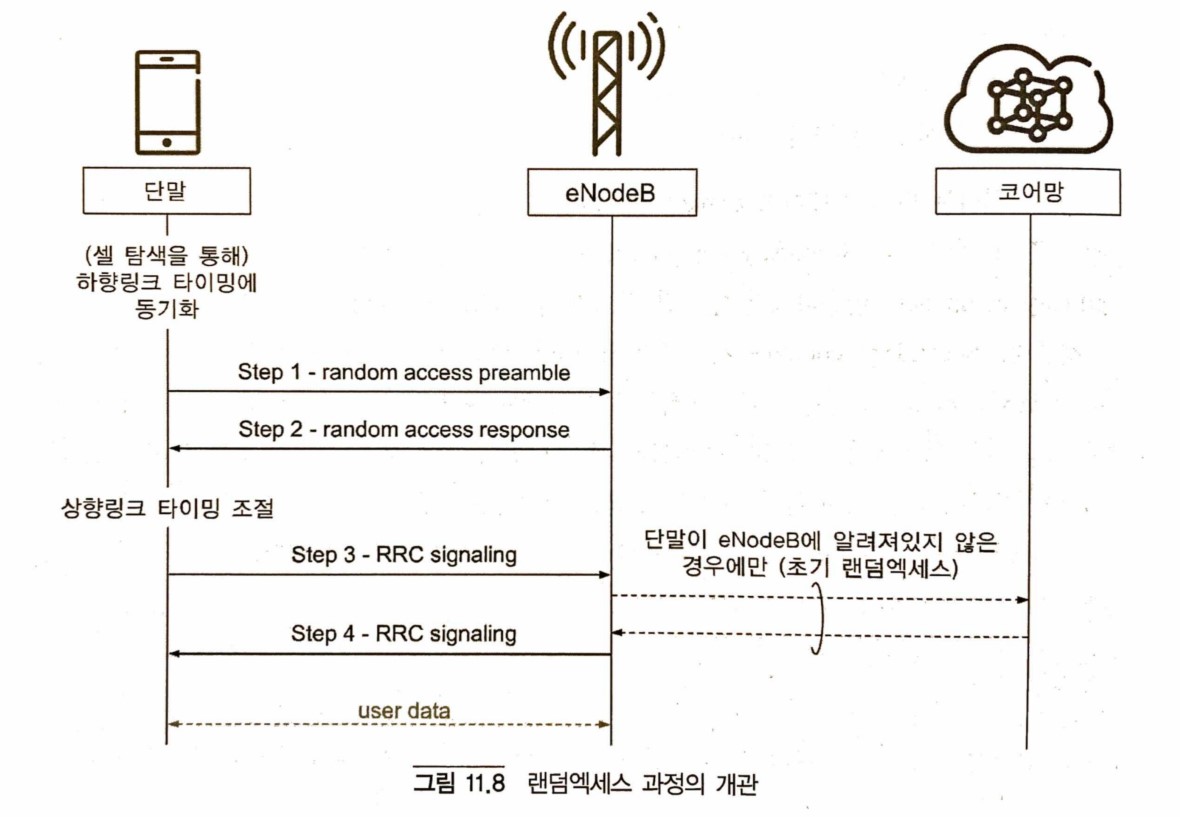 단말
eNodeB
코어망
(셀 탐색을 통해)
하향링크 타이밍에
동기화
Step 1 - random access preamble
Step 2 - random access response
상향링크 타이밍 조절
Step 3 - RRC signaling
단말이 eNodeB에 알려져있지 않은
경우에만 (초기 랜덤엑세스)
Step 4 - RRC signaling
user data
그림 11.8 랜덤엑세스 과정의 개관